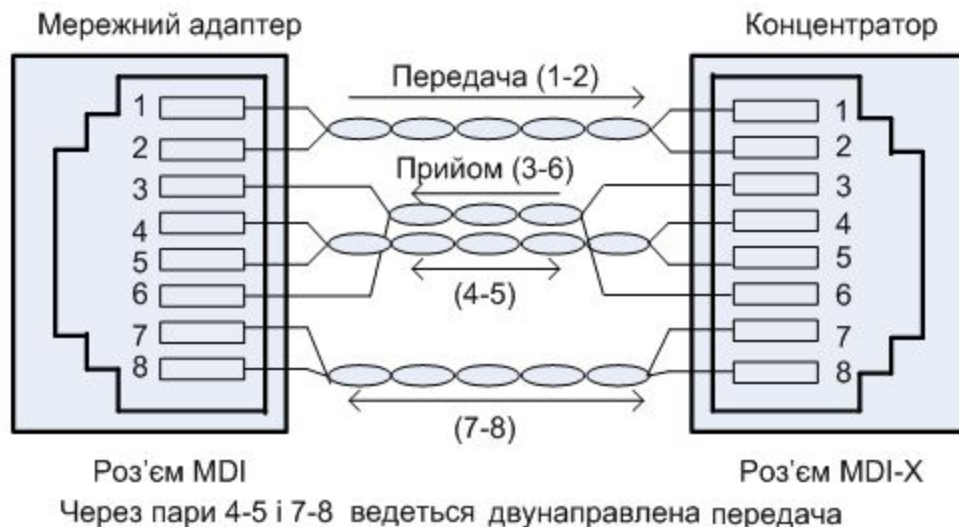 Мережний адаптер
Концентратор
Передача (1-2)
1
2
3
4
5
6
7
8
Прийом (3-6)
(4-5)
(7-8)
1
2
3
4
5
6
7
8
Роз'єм MDI
Роз'єм MDI-X
Через пари 4-5 і 7-8 ведеться двунаправлена передача